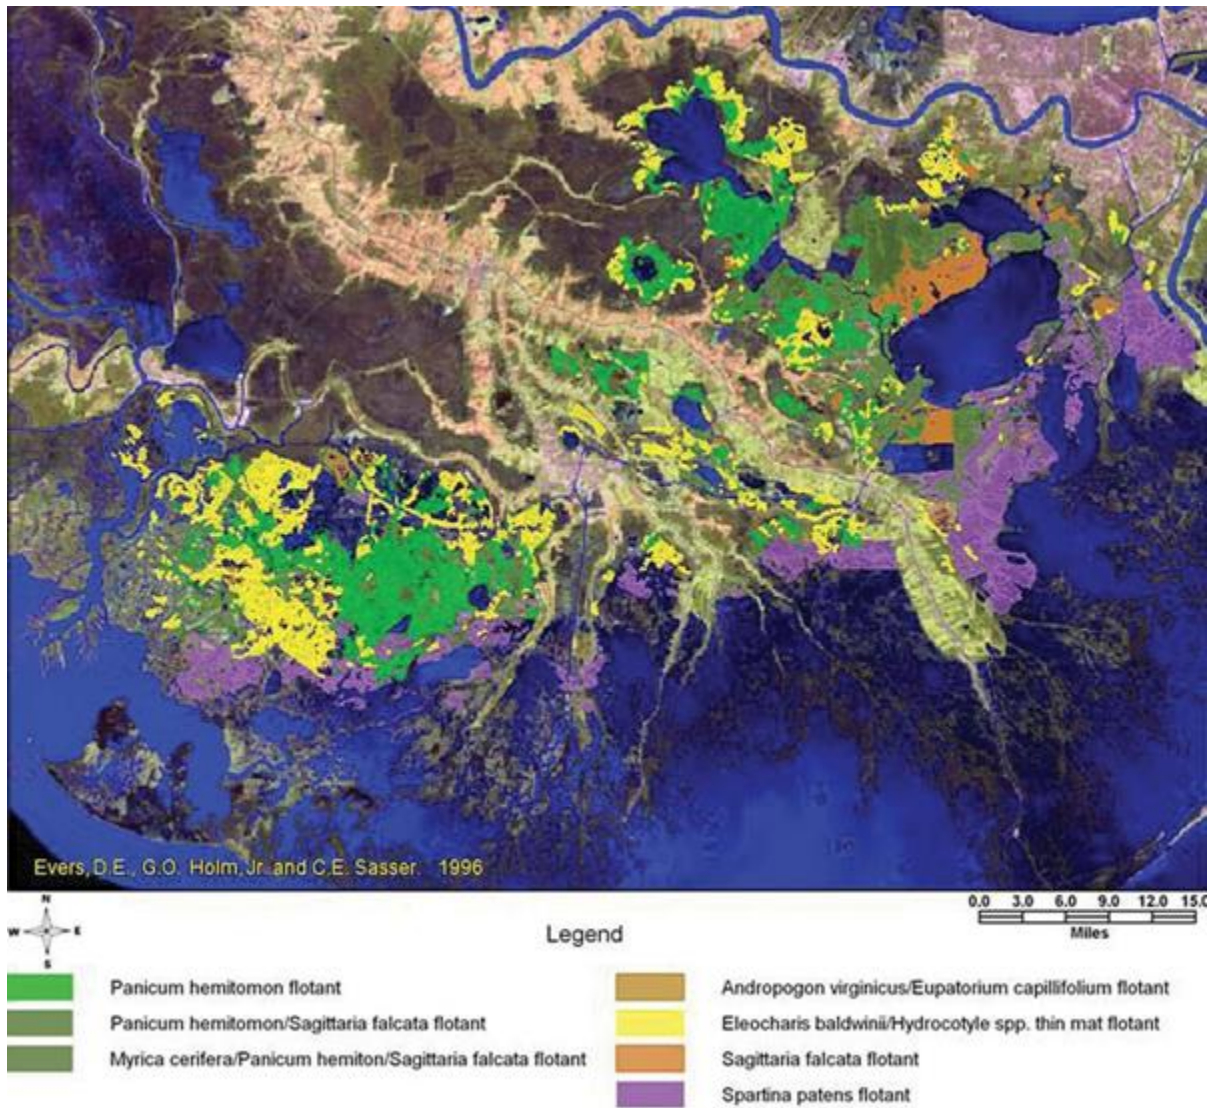 Evers, D.E., G.O. Holm, Jr. and C.E. Sasser. 1996
N
W E
S
0.0 3.0 6.0 9.0 12.0 15.0
Miles
Legend
Panicum hemitomon flotant
Panicum hemitomon/Sagittaria falcata flotant
Myrica cerifera/Panicum hemiton/Sagittaria falcata flotant
Andropogon virginicus/Eupatorium capillifolium flotant
Eleocharis baldwinii/Hydrocotyle spp. thin mat flotant
Sagittaria falcata flotant
Spartina patens flotant